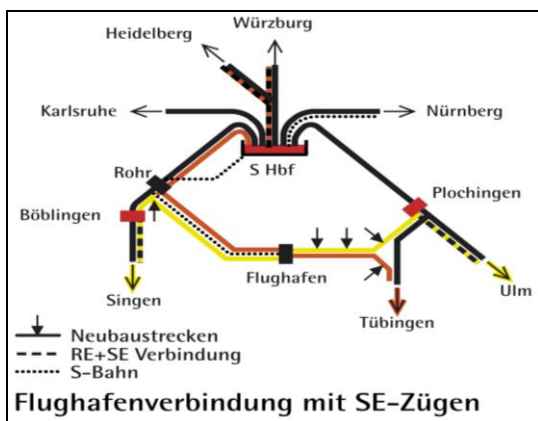 Würzburg
Heidelberg
Karlsruhe
Nürnberg
S Hbf
Rohr
Plochingen
Böblingen
Flughafen
Singen
Ulm
Tübingen
Neubaustrecken
RE+SE Verbindung
S-Bahn
Flughafenverbindung mit SE-Zügen